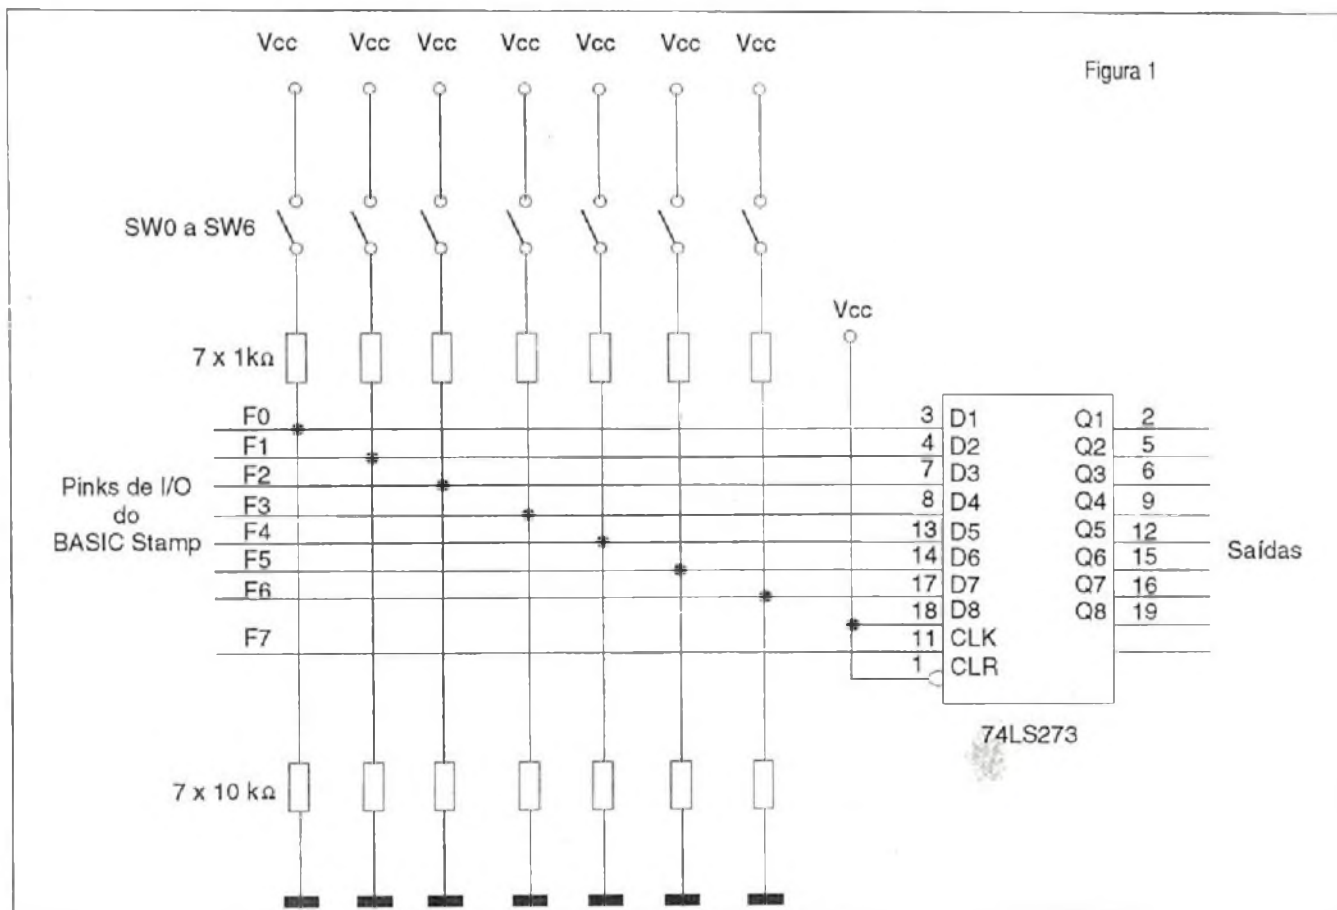 Vcc Vcc Vcc Vcc Vcc Vcc Vcc
Figura 1
SW0 a SW6
Vcc
7 x 1kΩ
F0
F1
F2
F3
F4
F5
F6
F7
Pinks de I/O
do
BASIC Stamp
3 D1 Q1 2
4 D2 Q2 5
7 D3 Q3 6
8 D4 Q4 9
13 D5 Q5 12
14 D6 Q6 15
17 D7 Q7 16
18 D8 Q8 19
11 CLK
1 CLR
Saídas
74LS273
7 x 10 kΩ